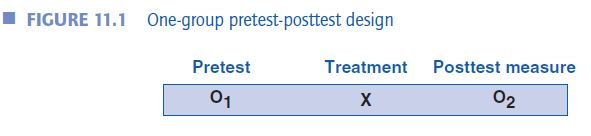 FIGURE 11.1 One-group pretest-posttest design
Pretest Treatment Posttest measure
O1 X O2